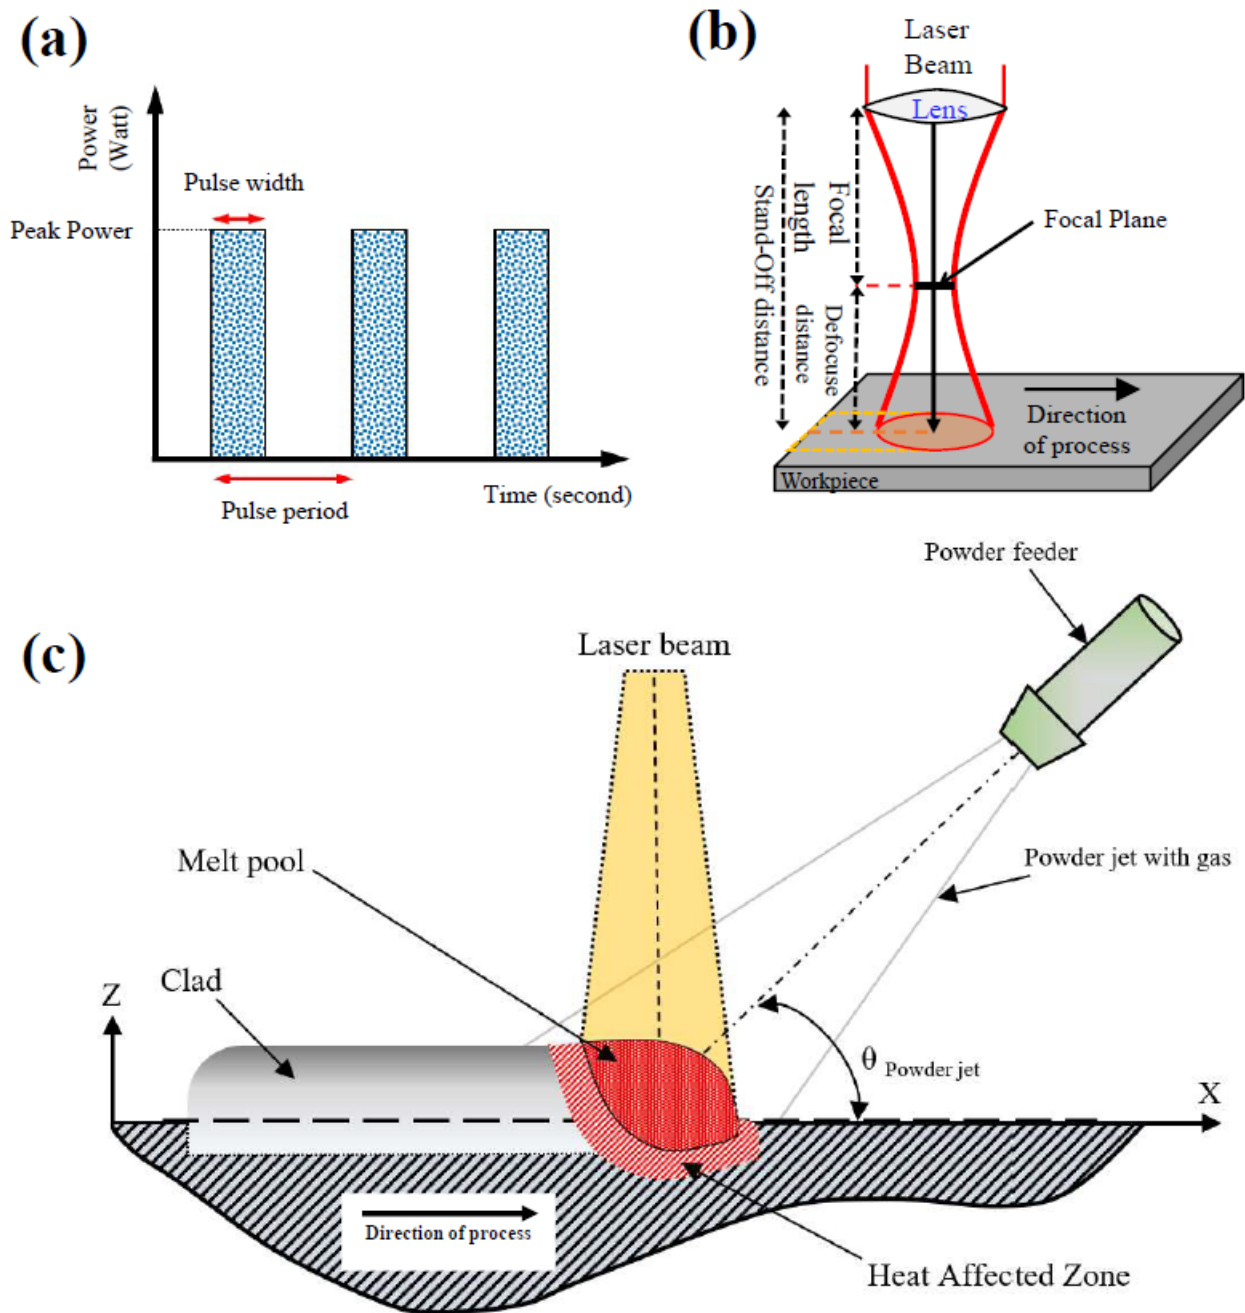 (a)
Power
(Watt)
Pulse width
Peak Power
Time (second)
Pulse period
(b)
Laser
Beam
Lens
Focal
length
Stand-Off distance
Focal Plane
Defocuse
distance
Direction
of process
Workpiece
(c)
Powder feeder
Laser beam
Melt pool
Powder jet with gas
Clad
Z
θ Powder jet
X
Direction of process
Heat Affected Zone